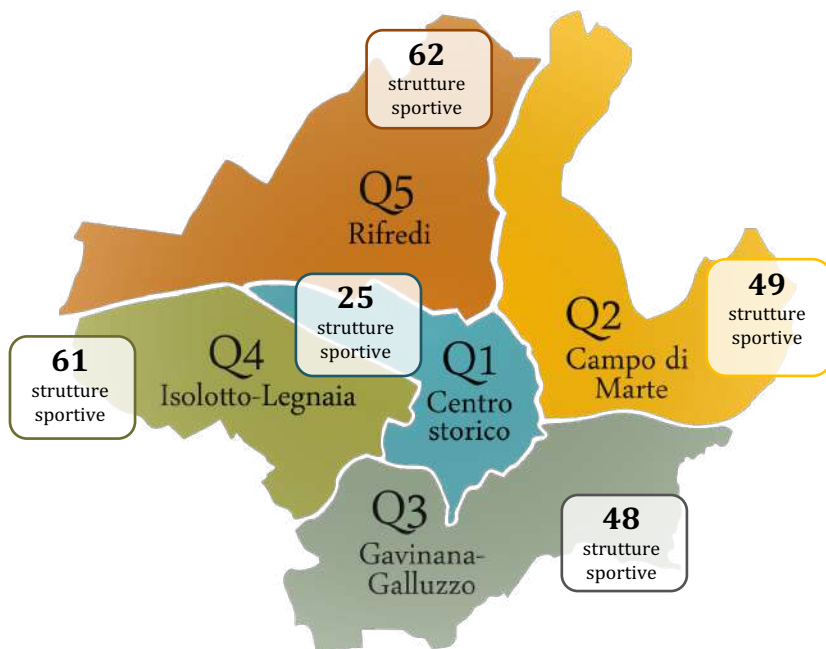 62
strutture
sportive
Q5
Rifredi
25
strutture
sportive
49
strutture
sportive
Q2
Campo di
Marte
61
strutture
sportive
Q4
Isolotto-Legnaia
Q1
Centro
storico
Q3
Gavinana-
Galluzzo
48
strutture
sportive